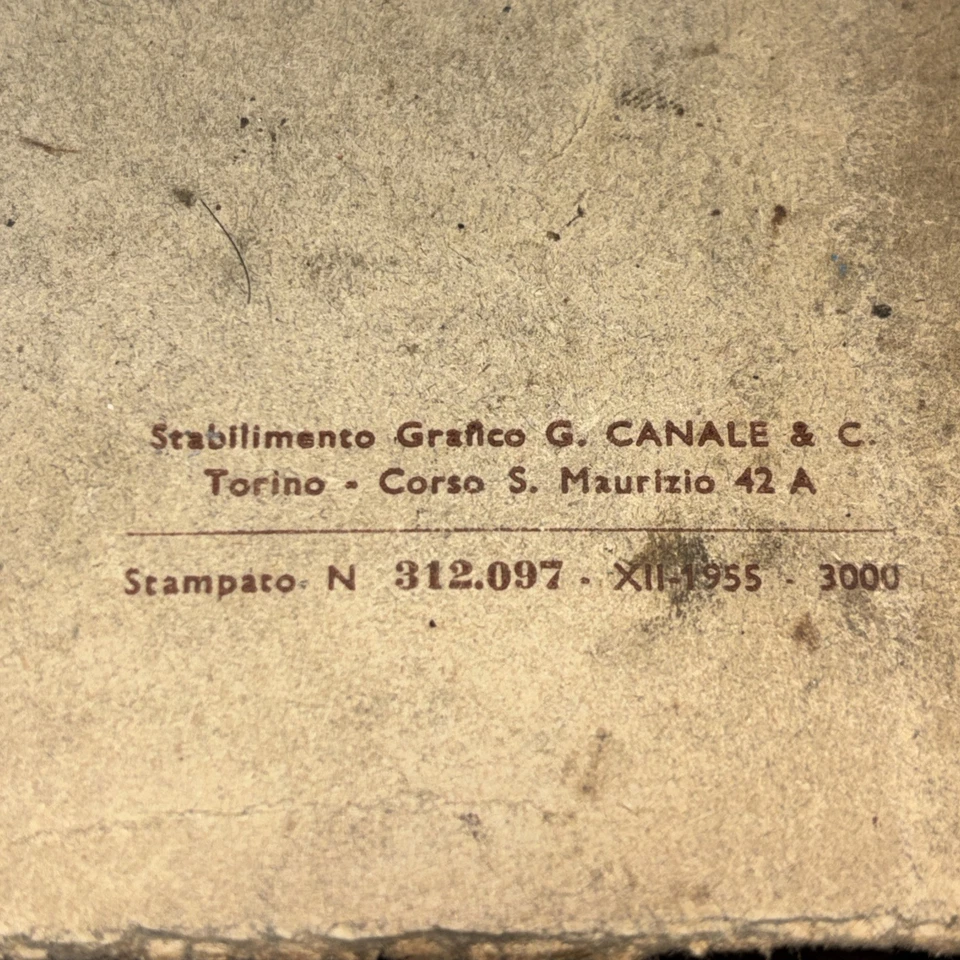 Stabilimento Grafico G. CANALE & C.
Torino - Corso S. Maurizio 42 A
Stampato N 312.097 - XII-1955 - 3000